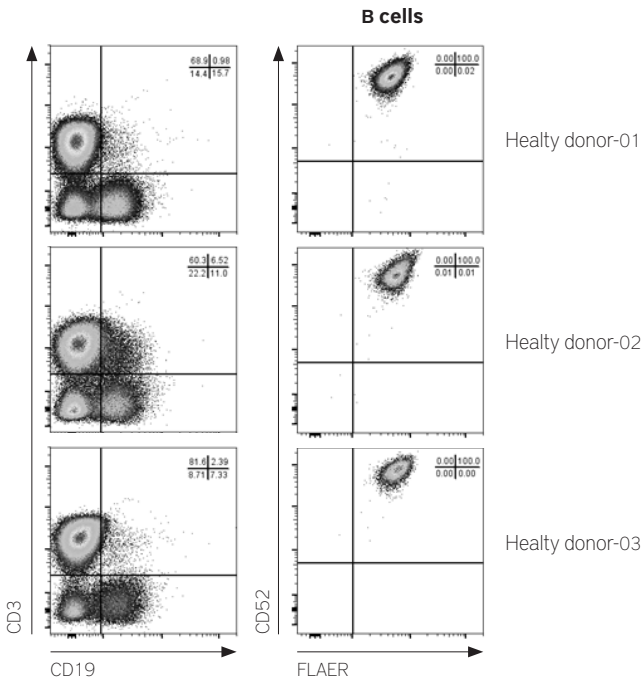 B cells
68.9 0.98
14.4 15.7
0.00 100.0
0.00 0.02
Healty donor-01
60.3 6.52
22.2 11.0
0.00 100.0
0.01 0.01
Healty donor-02
81.6 2.39
8.71 7.33
0.00 100.0
0.00 0.00
Healty donor-03
CD3
CD52
CD19
FLAER